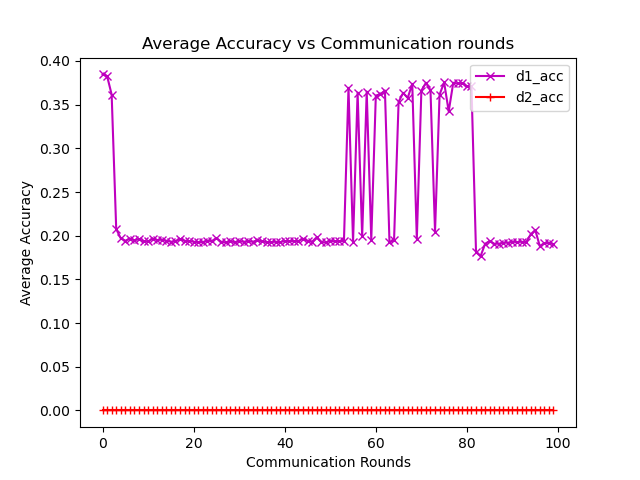 Average Accuracy vs Communication rounds
d1_acc
d2_acc
0.40
0.35
0.30
0.25
0.20
0.15
0.10
0.05
0.00
Average Accuracy
0 20 40 60 80 100
Communication Rounds